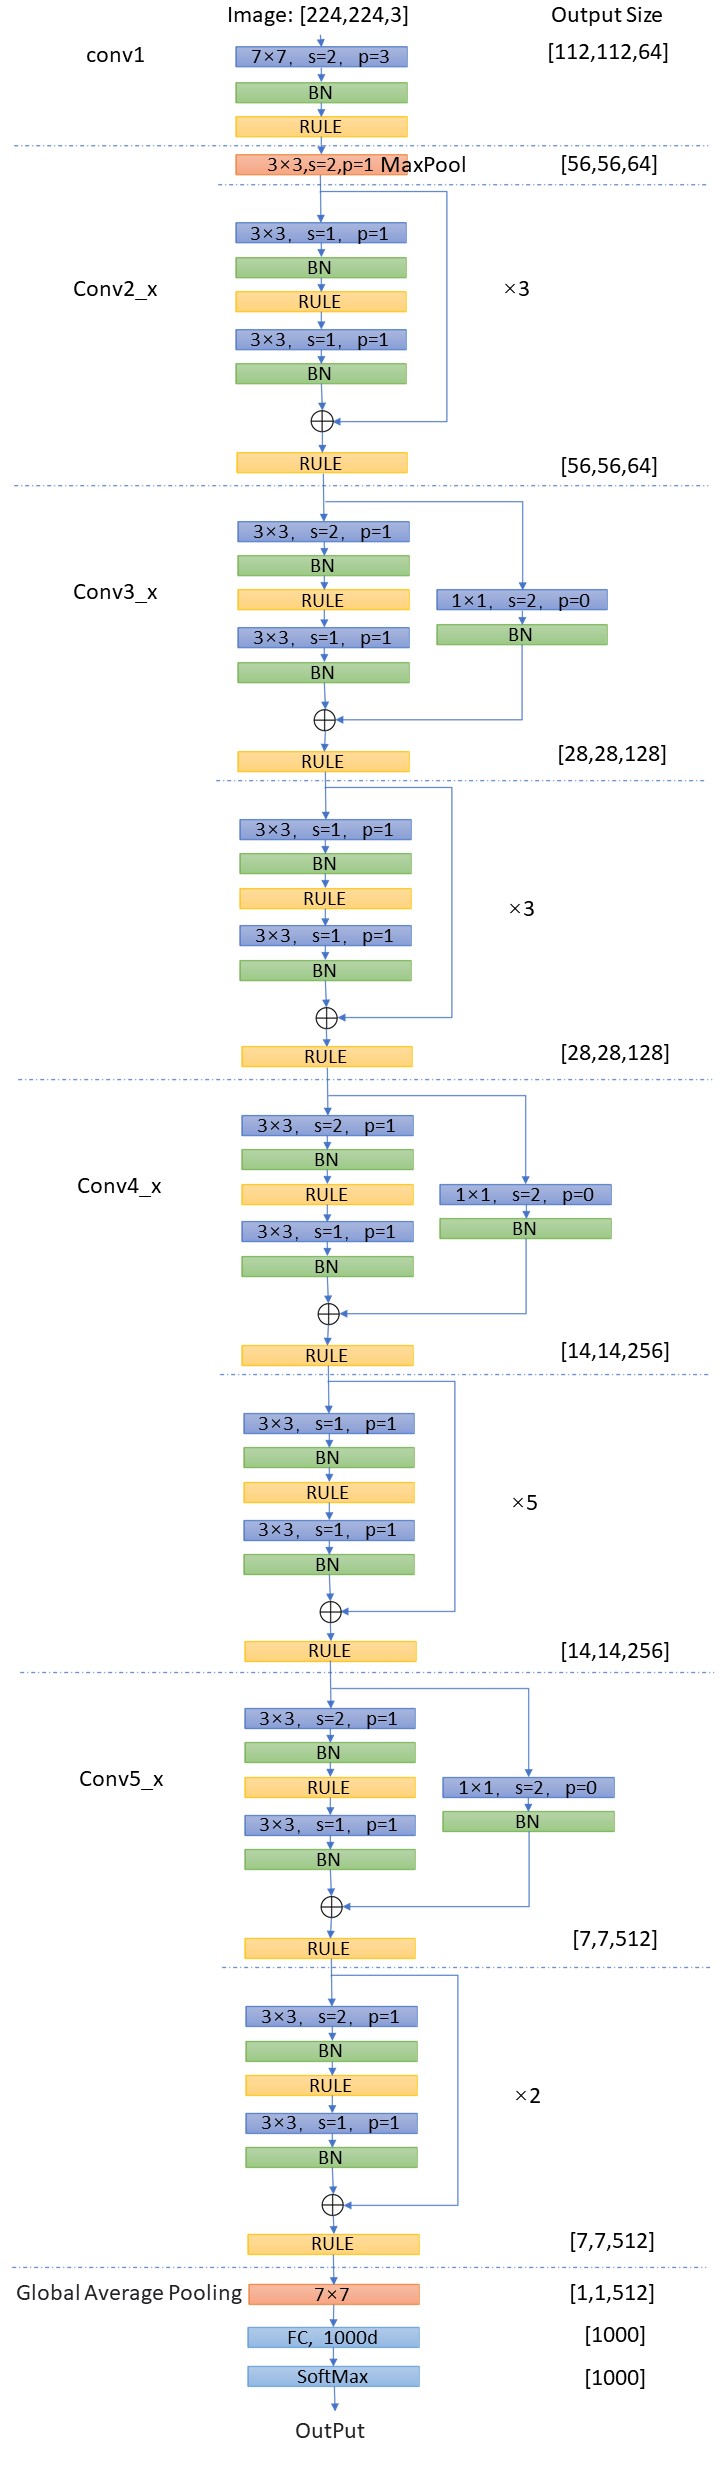 Image: [224,224,3]
Output Size
conv1
7×7, s=2, p=3
[112,112,64]
BN
RULE
3×3,s=2,p=1 MaxPool
[56,56,64]
3×3, s=1, p=1
BN
Conv2_x
×3
RULE
3×3, s=1, p=1
BN
RULE
[56,56,64]
3×3, s=2, p=1
BN
Conv3_x
RULE
1×1, s=2, p=0
3×3, s=1, p=1
BN
BN
RULE
[28,28,128]
3×3, s=1, p=1
BN
RULE
×3
3×3, s=1, p=1
BN
RULE
[28,28,128]
3×3, s=2, p=1
BN
Conv4_x
RULE
1×1, s=2, p=0
3×3, s=1, p=1
BN
BN
RULE
[14,14,256]
3×3, s=1, p=1
BN
RULE
×5
3×3, s=1, p=1
BN
RULE
[14,14,256]
3×3, s=2, p=1
BN
Conv5_x
RULE
1×1, s=2, p=0
3×3, s=1, p=1
BN
BN
RULE
[7,7,512]
3×3, s=2, p=1
BN
RULE
×2
3×3, s=1, p=1
BN
RULE
[7,7,512]
Global Average Pooling
7×7
[1,1,512]
FC, 1000d
[1000]
SoftMax
[1000]
OutPut